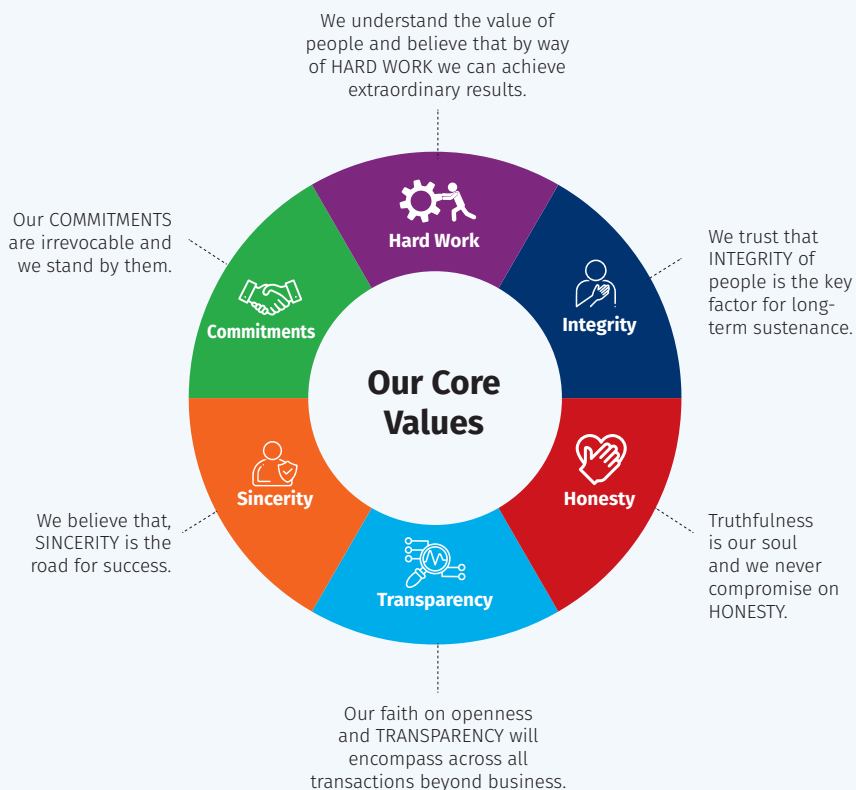 We understand the value of
people and believe that by way
of HARD WORK we can achieve
extraordinary results.
Hard Work
Our COMMITMENTS
are irrevocable and
we stand by them.
Commitments
We trust that
INTEGRITY of
people is the key
factor for long-
term sustenance.
Integrity
Our Core
Values
Sincerity
We believe that,
SINCERITY is the
road for success.
Honesty
Truthfulness
is our soul
and we never
compromise on
HONESTY.
Transparency
Our faith on openness
and TRANSPARENCY will
encompass across all
transactions beyond business.